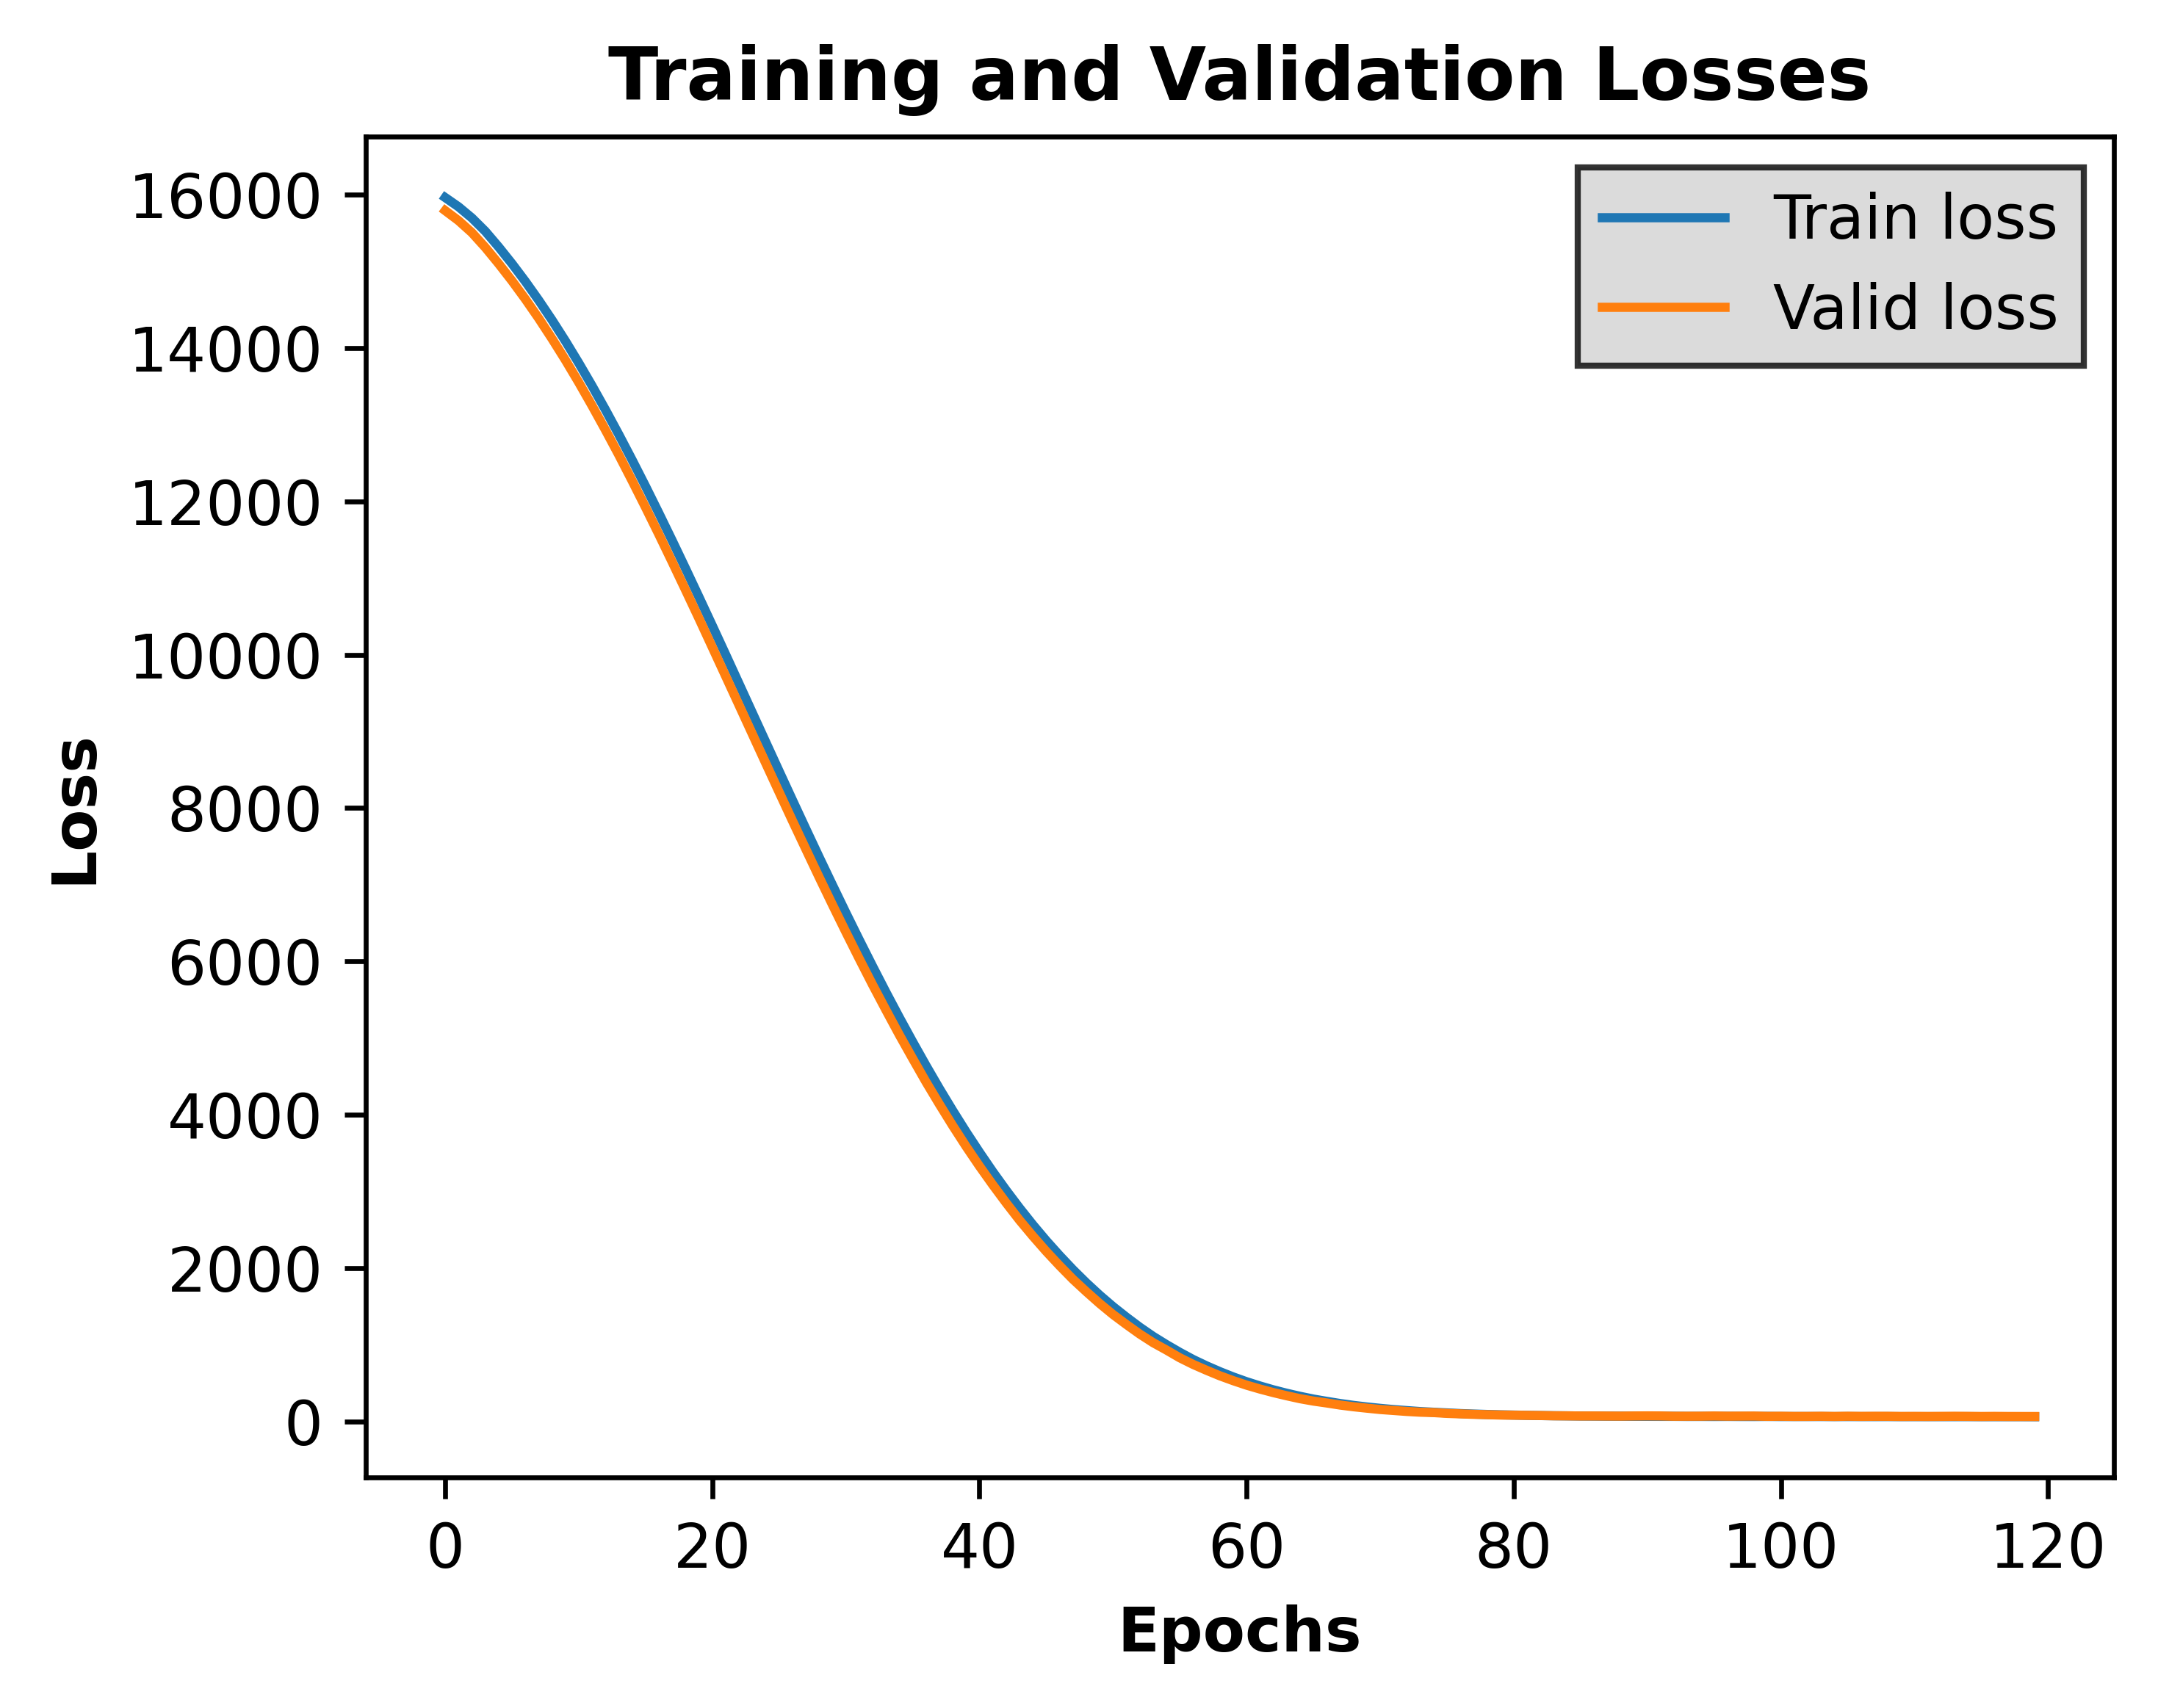 Training and Validation Losses
Train loss
Valid loss
16000
14000
12000
10000
8000
6000
4000
2000
0
Loss
0 20 40 60 80 100 120
Epochs